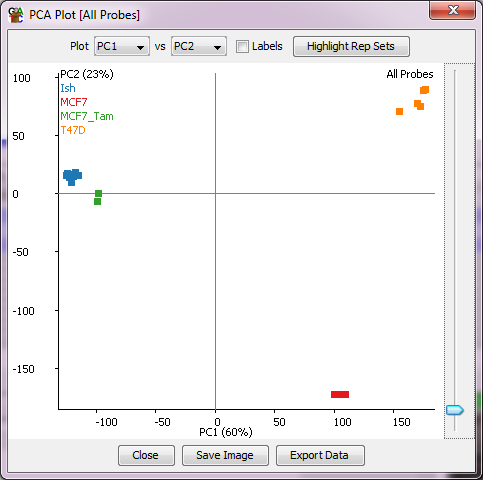 PCA Plot [All Probes]
Plot PC1 vs PC2 Labels Highlight Rep Sets
PC2 (23%) All Probes
Ish
MCF7
MCF7_Tam
T47D
100
50
0
-50
-100
-150
-100 -50 0 50 100 150
PC1 (60%)
Close Save Image Export Data